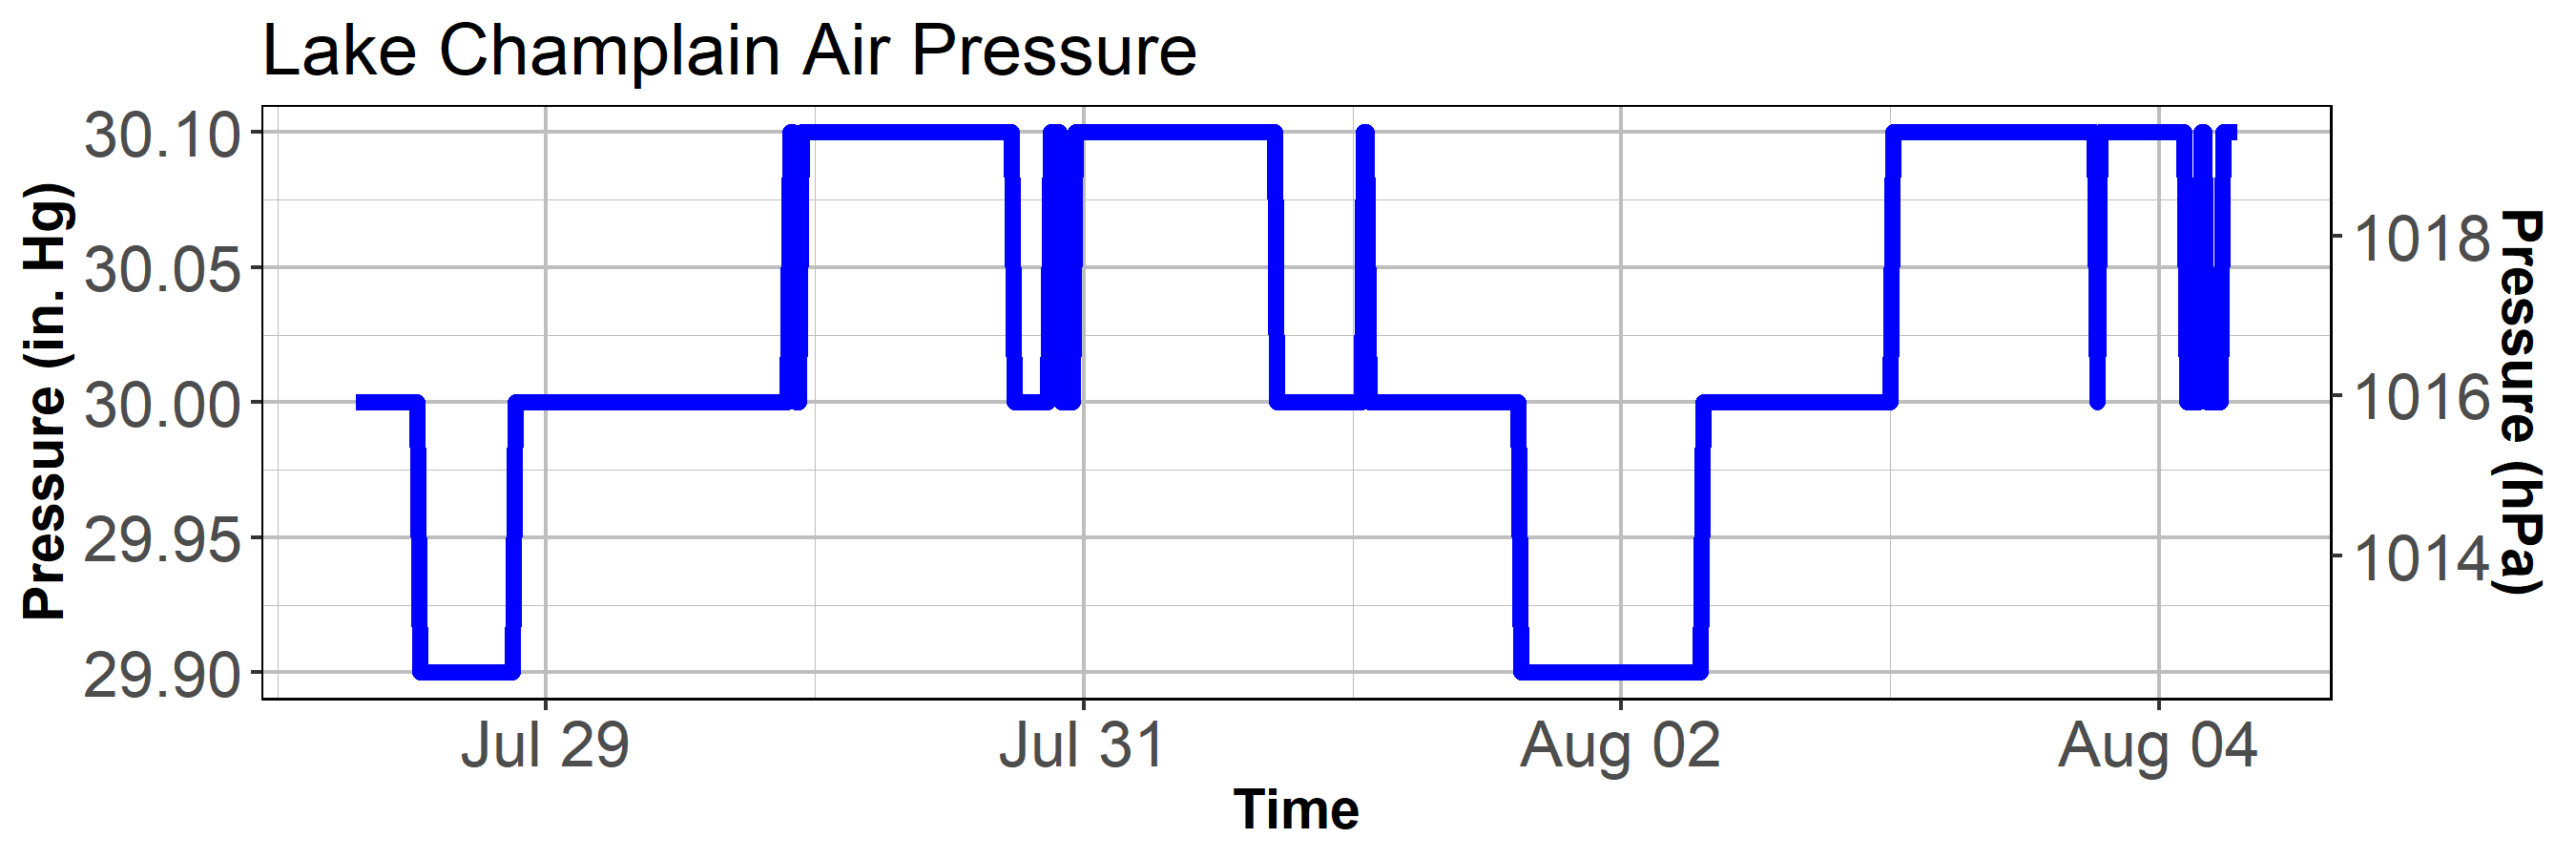 Lake Champlain Air Pressure
Pressure (in. Hg)
30.10
30.05
30.00
29.95
29.90
1018
1016
1014
Pressure (hPa)
Jul 29 Jul 31 Aug 02 Aug 04
Time